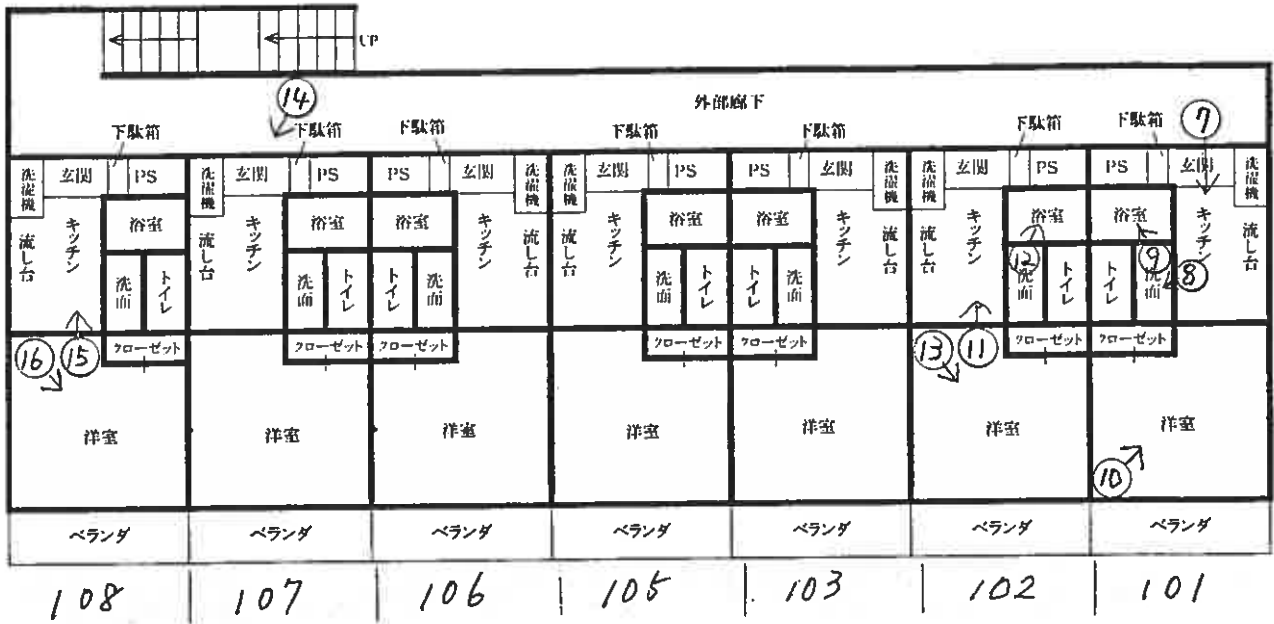 UP
外部廊下
⑭
⑦
下駄箱 下駄箱 下駄箱 下駄箱 下駄箱 下駄箱 下駄箱
洗濯機 玄関 PS 洗濯機 玄関 PS PS 玄関 洗濯機 洗濯機 玄関 PS PS 玄関 洗濯機 洗濯機 玄関 PS PS 玄関 洗濯機
流し台 キッチン 浴室 流し台 キッチン 浴室 浴室 キッチン 流し台 流し台 キッチン 浴室 浴室 キッチン 流し台 流し台 キッチン 浴室 浴室 キッチン 流し台
⑫ ⑨ ⑧
洗面 トイレ 洗面 トイレ トイレ 洗面 洗面 トイレ トイレ 洗面 洗面 トイレ トイレ 洗面
⑯ ⑮ クローゼット クローゼット クローゼット クローゼット クローゼット ⑬ ⑪ クローゼット クローゼット
洋室 洋室 洋室 洋室 洋室 洋室 洋室
⑩
ベランダ ベランダ ベランダ ベランダ ベランダ ベランダ ベランダ
108 107 106 105 103 102 101